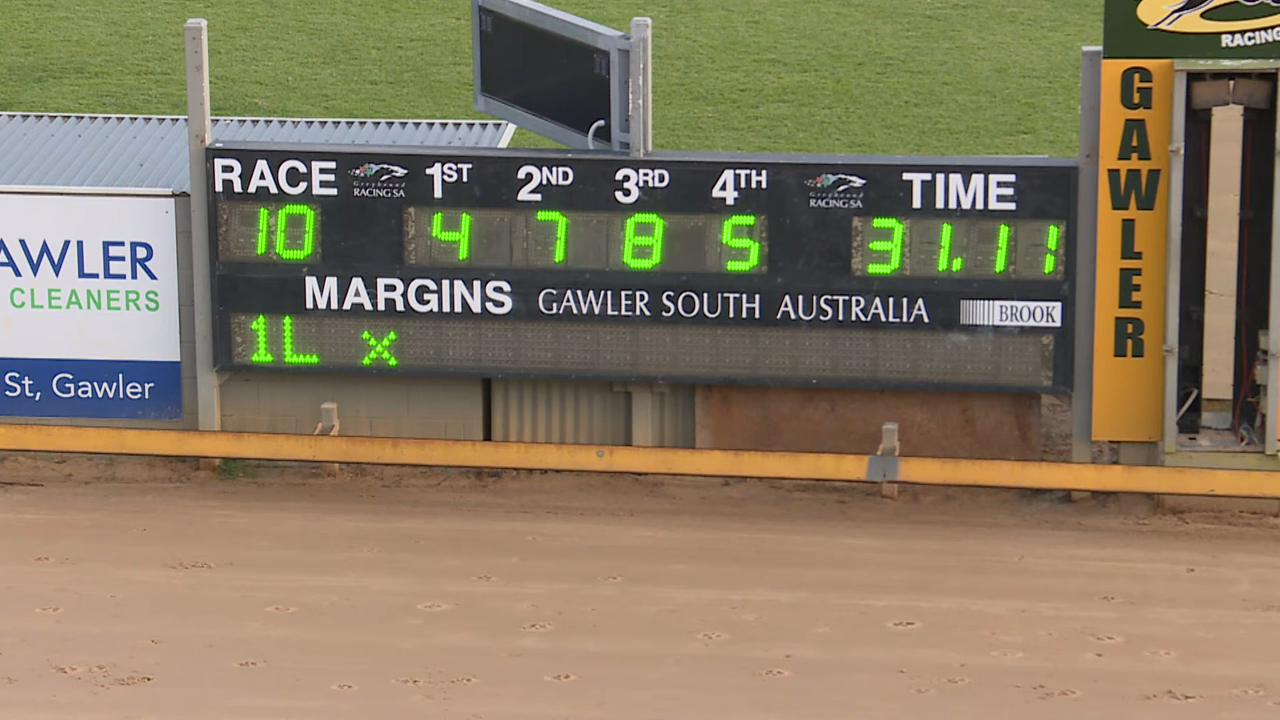 RACING
GAWLER
RACE 1ST 2ND 3RD 4TH TIME
Greyhound RACING SA
Greyhound RACING SA
10 4 7 8 5 31.11
MARGINS GAWLER SOUTH AUSTRALIA BROOK
1L x
AWLER
CLEANERS
St, Gawler